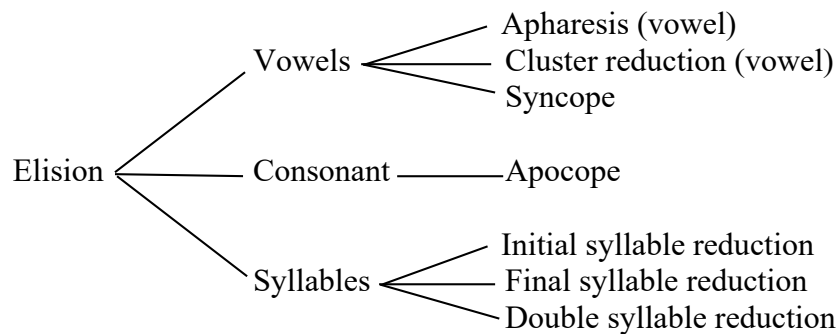 Apharesis (vowel)
Vowels Cluster reduction (vowel)
Syncope
Elision Consonant Apocope
Initial syllable reduction
Syllables Final syllable reduction
Double syllable reduction